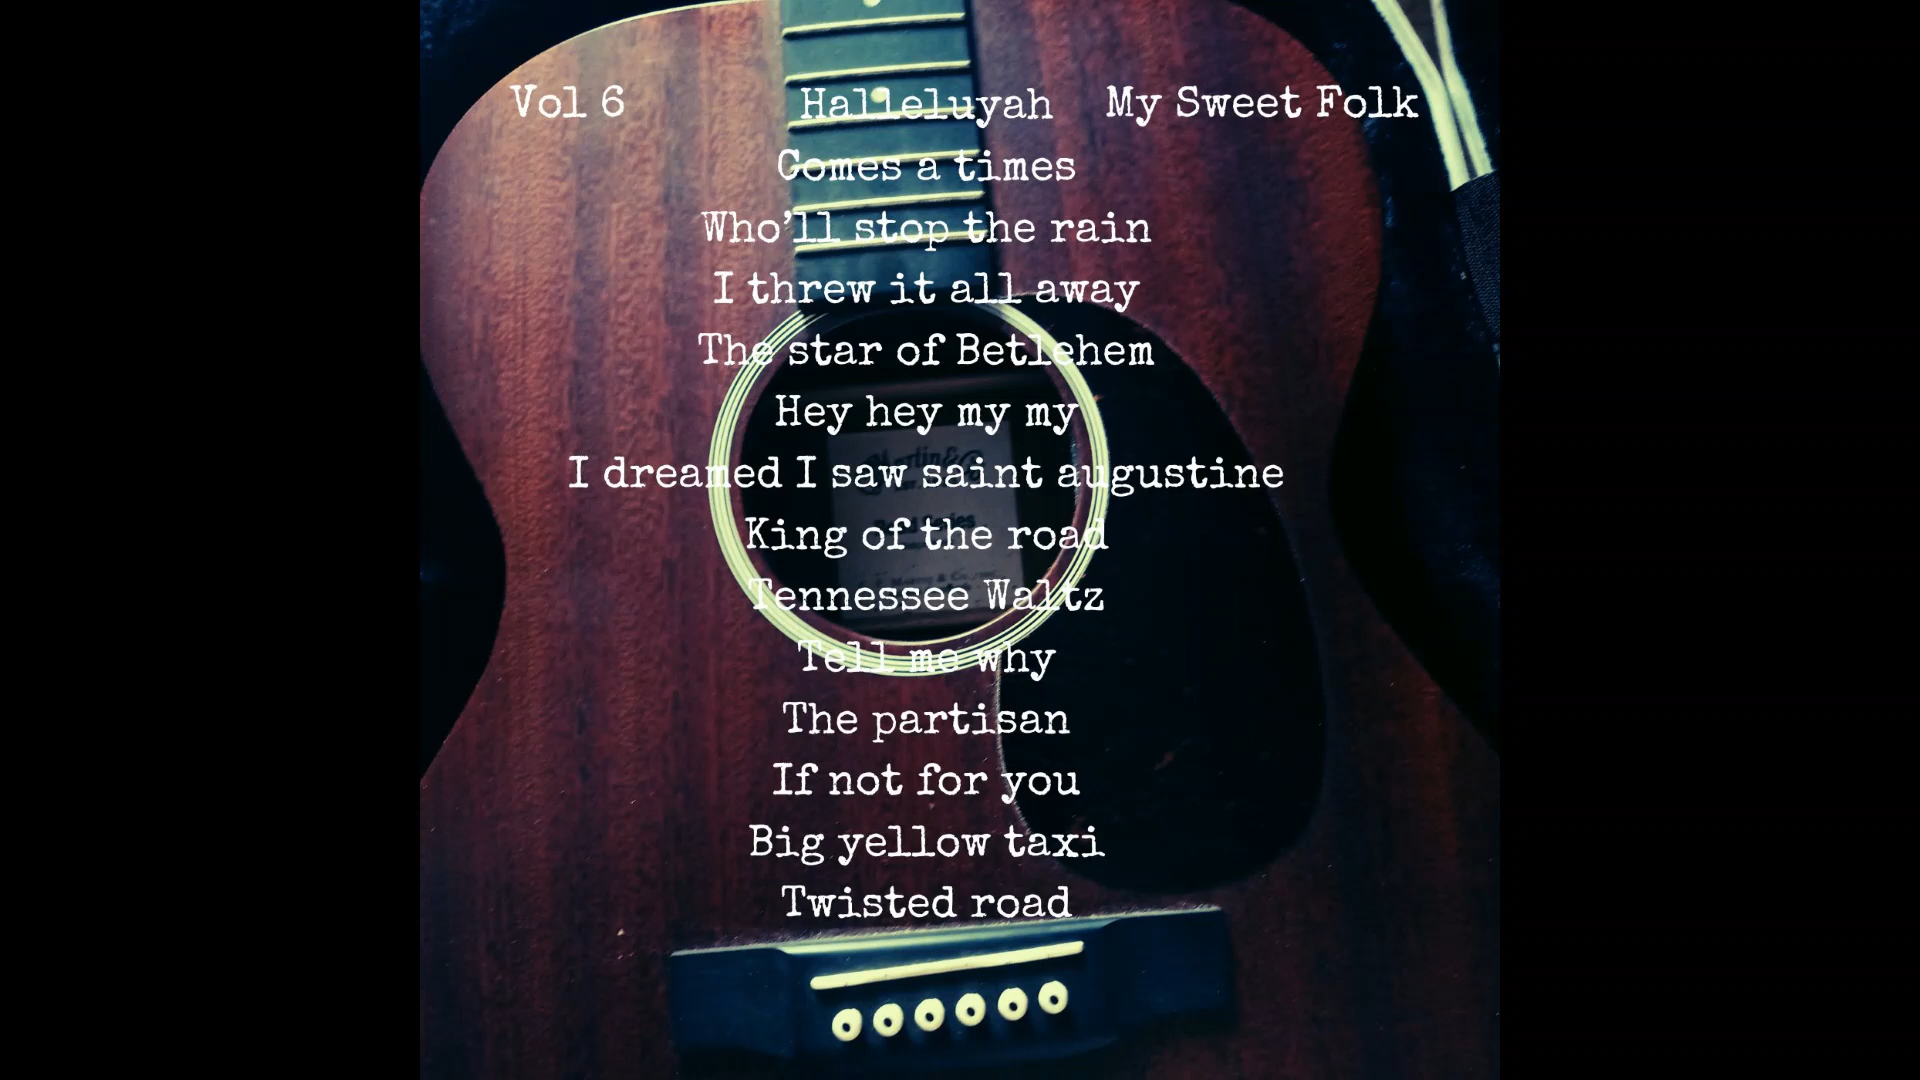 Vol 6 Halleluyah My Sweet Folk
Comes a times
Who'll stop the rain
I threw it all away
The star of Betlehem
Hey hey my my
I dreamed I saw saint augustine
King of the road
Tennessee Waltz
Tell me why
The partisan
If not for you
Big yellow taxi
Twisted road
Martin & Co